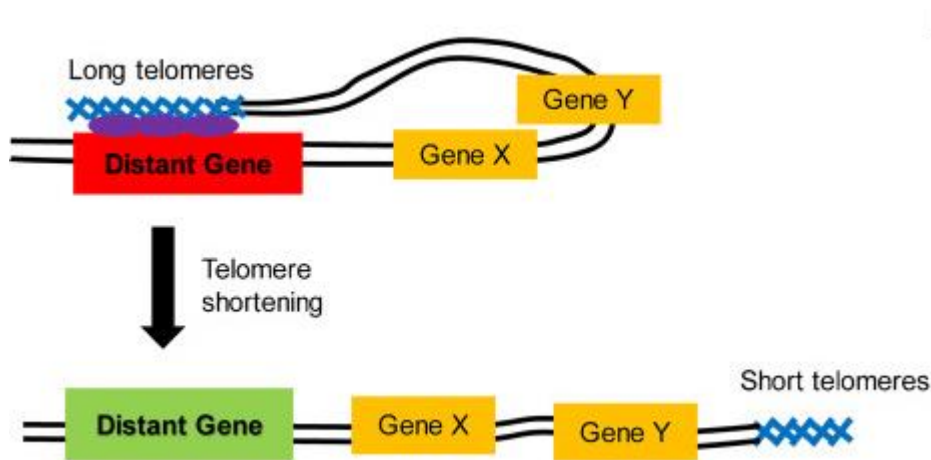 Long telomeres
Gene Y
Gene X
Distant Gene
Telomere
shortening
Short telomeres
Distant Gene
Gene X
Gene Y